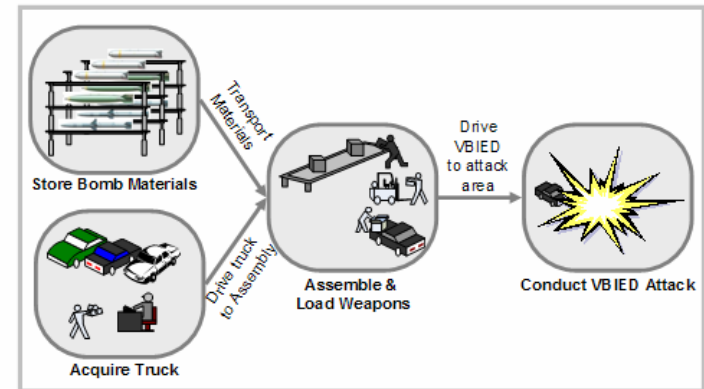 Store Bomb Materials
Transport
Materials
Acquire Truck
Drive truck
to Assembly
Assemble &
Load Weapons
Drive
VBIED
to attack
area
Conduct VBIED Attack